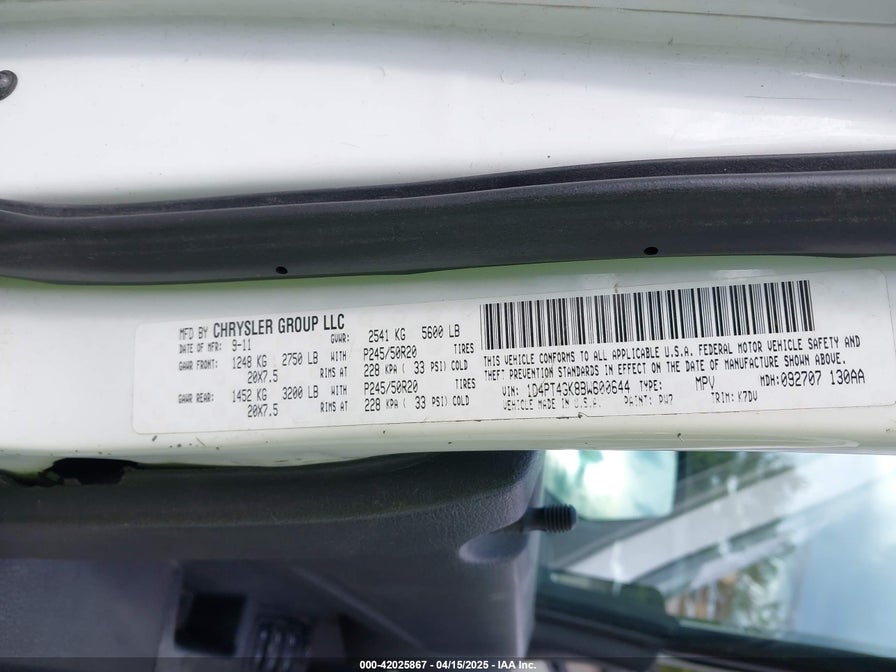 MFD BY CHRYSLER GROUP LLC
DATE OF MFR: 9-11 GVWR: 2541 KG 5600 LB
GAWR FRONT: 1248 KG 2750 LB WITH P245/50R20 TIRES
20X7.5 RIMS AT 228 KPA ( 33 PSI) COLD
GAWR REAR: 1452 KG 3200 LB WITH P245/50R20 TIRES
20X7.5 RIMS AT 228 KPA ( 33 PSI) COLD
THIS VEHICLE CONFORMS TO ALL APPLICABLE U.S.A. FEDERAL MOTOR VEHICLE SAFETY AND
THEFT PREVENTION STANDARDS IN EFFECT ON THE DATE OF MANUFACTURE SHOWN ABOVE.
VIN: 1D4PT43K8BW600644 TYPE: MPV MDH: 092707 130AA
VEHICLE MADE IN U.S.A. PAINT: PW7 TRIM: K7DV
000-42025867 - 04/15/2025 - IAA Inc.